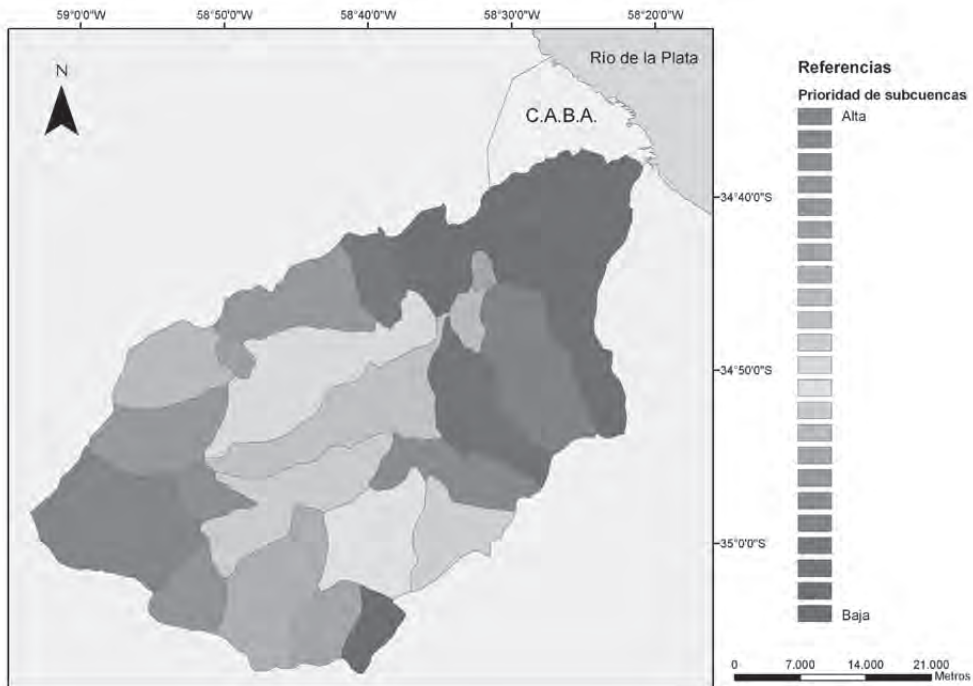 59°0'0"W 58°50'0"W 58°40'0"W 58°30'0"W 58°20'0"W
N
Río de la Plata
C.A.B.A.
34°40'0"S
34°50'0"S
35°0'0"S
Referencias
Prioridad de subcuencas
Alta
Baja
0 7.000 14.000 21.000
Metros